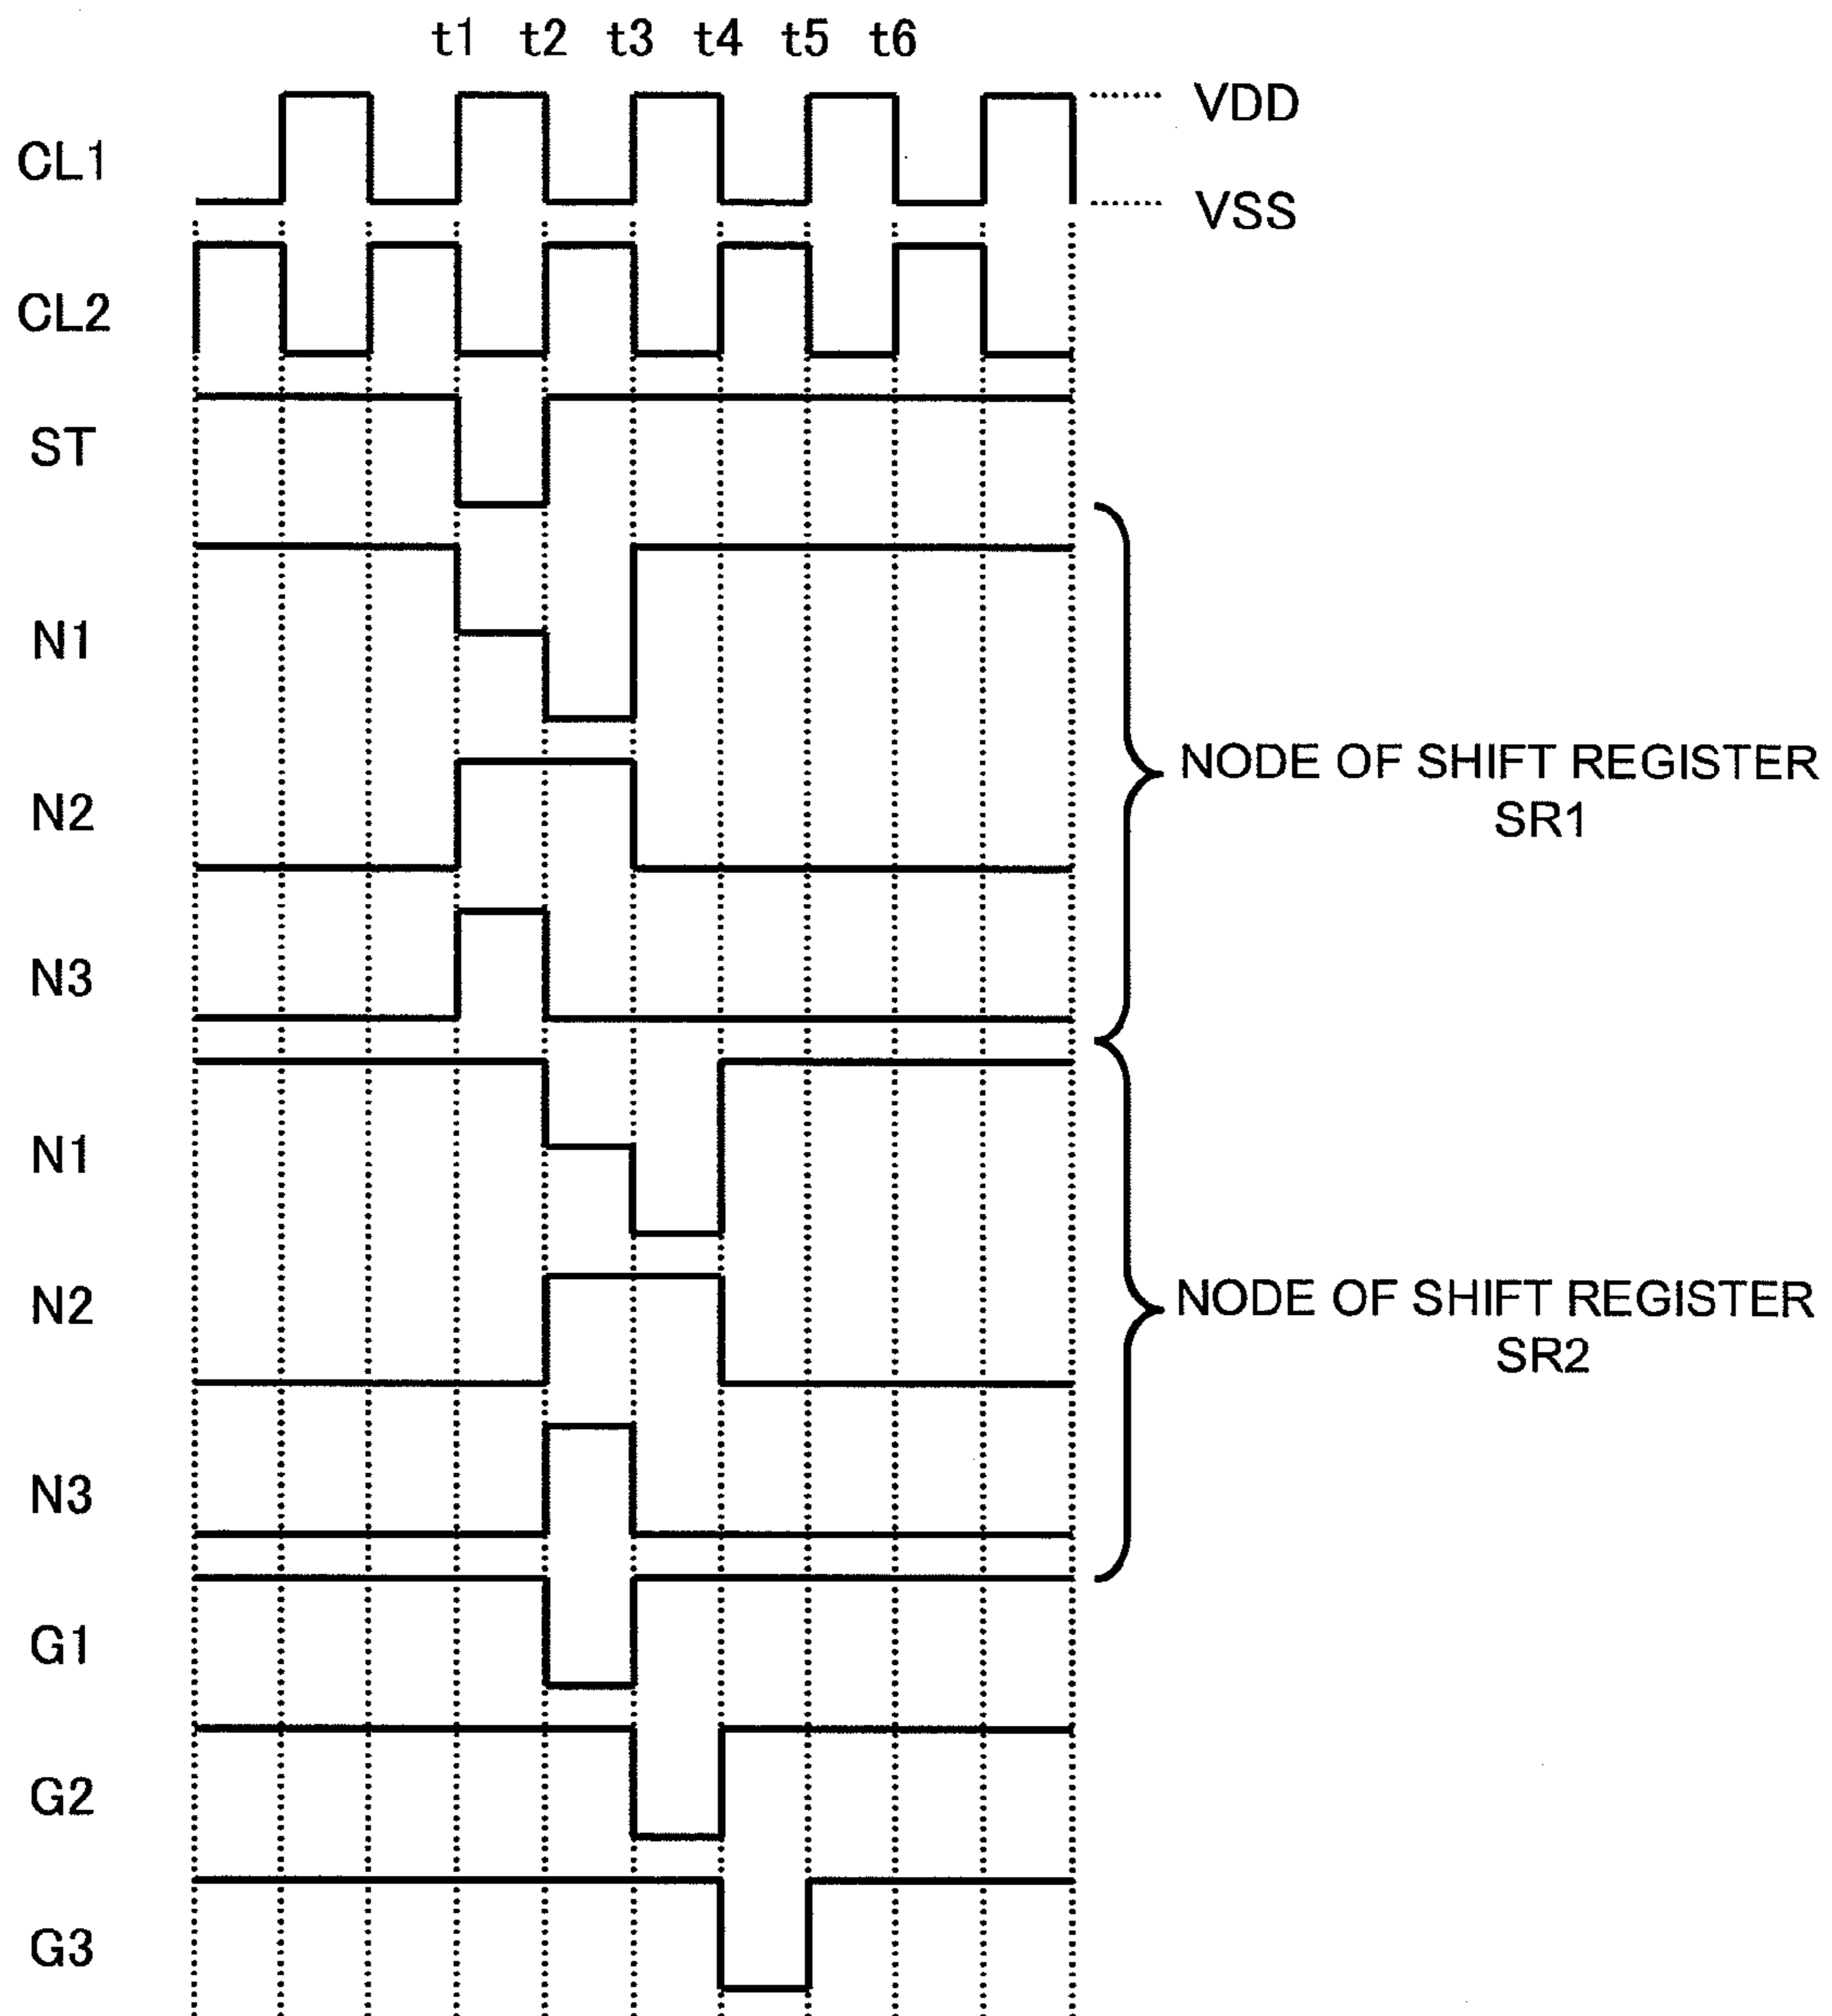 t1 t2 t3 t4 t5 t6
VDD
CL1
VSS
CL2
ST
N1
NODE OF SHIFT REGISTER
SR1
N2
N3
N1
NODE OF SHIFT REGISTER
SR2
N2
N3
G1
G2
G3